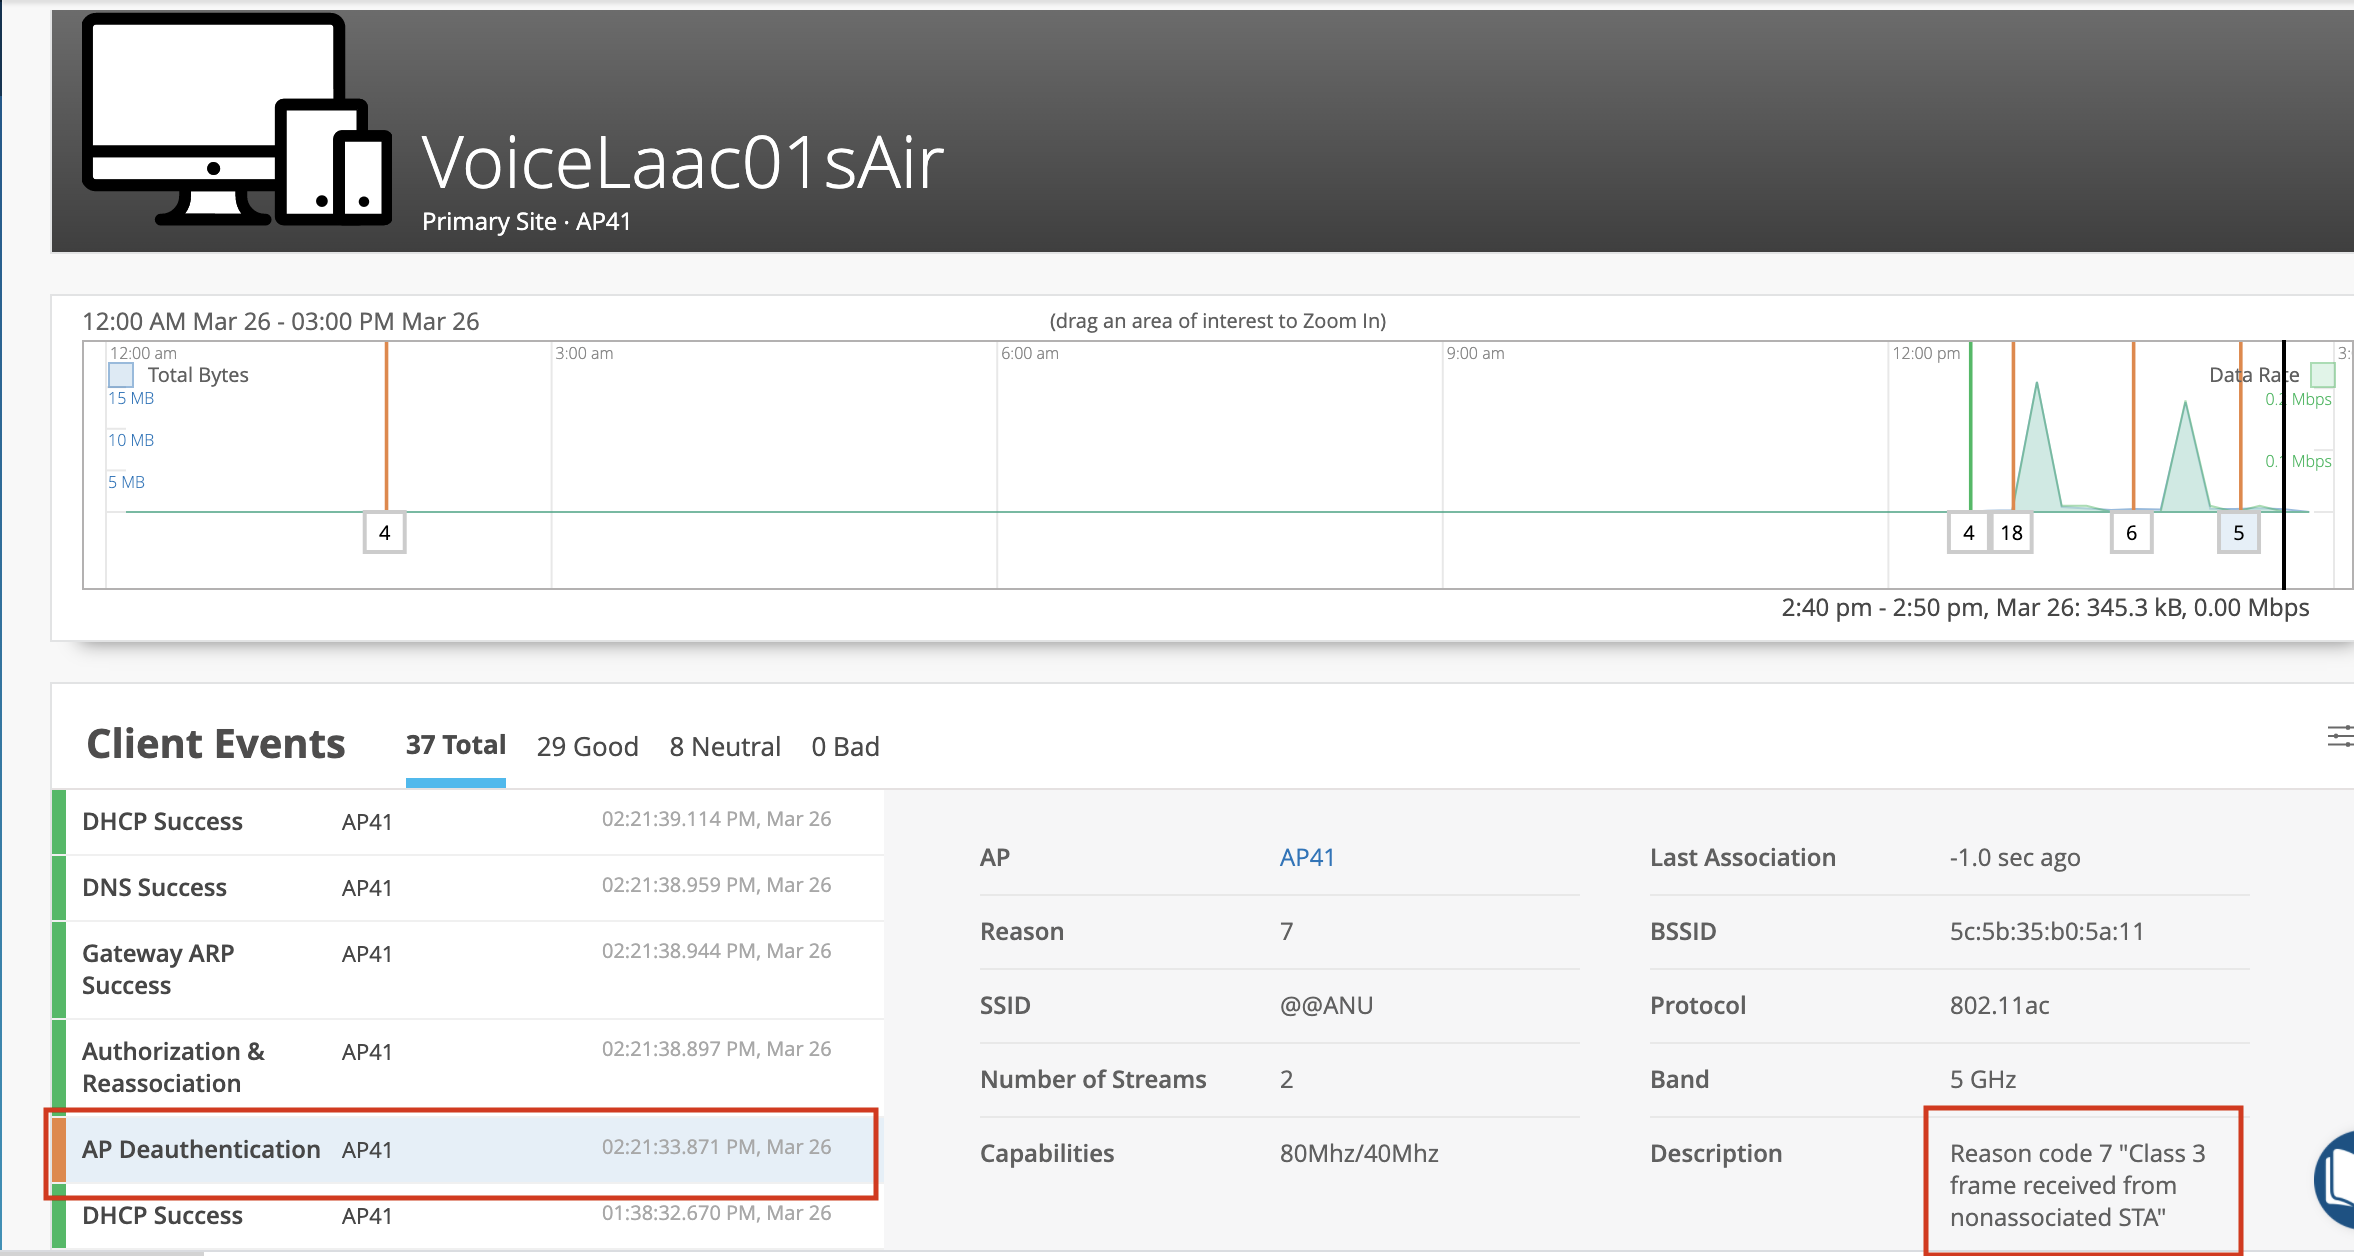 VoiceLaac01sAir
Primary Site · AP41
12:00 AM Mar 26 - 03:00 PM Mar 26
(drag an area of interest to Zoom In)
12:00 am
3:00 am
6:00 am
9:00 am
12:00 pm
3:
Total Bytes
Data Rate
15 MB
10 MB
5 MB
0.2 Mbps
0.1 Mbps
4
4
18
6
5
2:40 pm - 2:50 pm, Mar 26: 345.3 kB, 0.00 Mbps
Client Events
37 Total
29 Good
8 Neutral
0 Bad
DHCP Success AP41 02:21:39.114 PM, Mar 26
DNS Success AP41 02:21:38.959 PM, Mar 26
Gateway ARP AP41 02:21:38.944 PM, Mar 26
Success
Authorization & AP41 02:21:38.897 PM, Mar 26
Reassociation
AP Deauthentication AP41 02:21:33.871 PM, Mar 26
DHCP Success AP41 01:38:32.670 PM, Mar 26
AP AP41
Reason 7
SSID @@ANU
Number of Streams 2
Capabilities 80Mhz/40Mhz
Last Association -1.0 sec ago
BSSID 5c:5b:35:b0:5a:11
Protocol 802.11ac
Band 5 GHz
Description Reason code 7 "Class 3
frame received from
nonassociated STA"